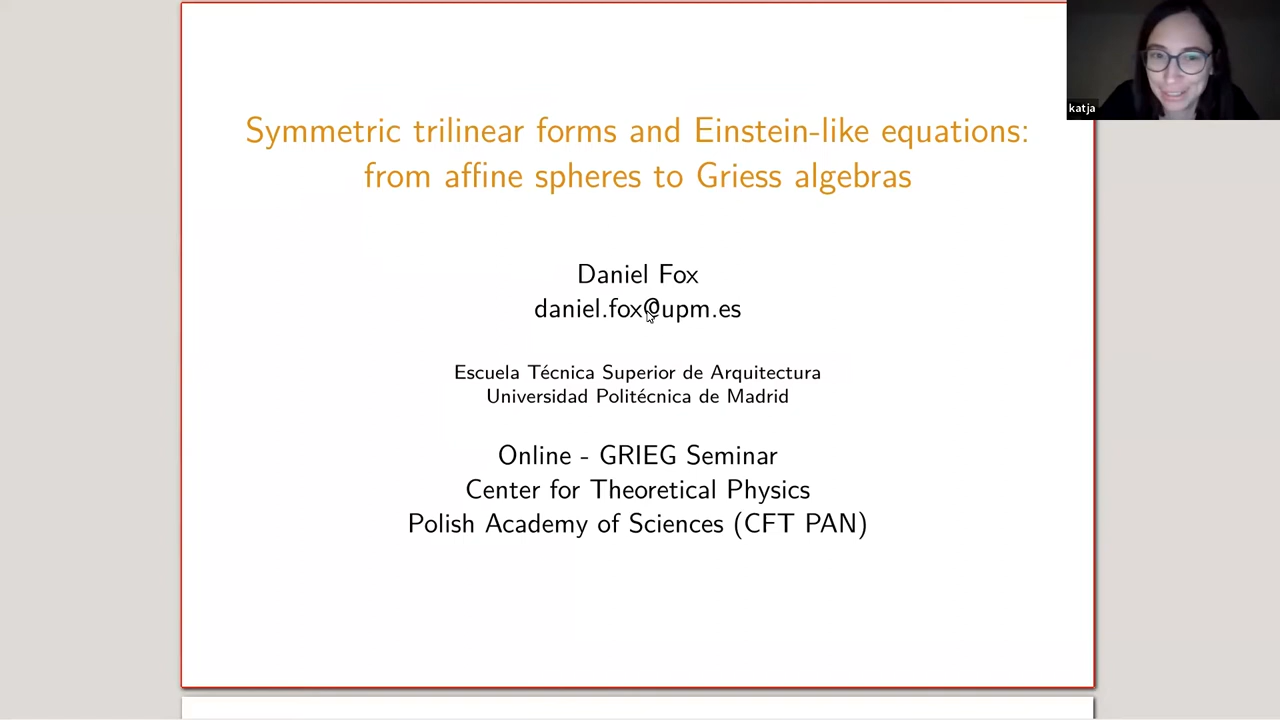 katja
Symmetric trilinear forms and Einstein-like equations:
from affine spheres to Griess algebras
Daniel Fox
daniel.fox@upm.es
Escuela Técnica Superior de Arquitectura
Universidad Politécnica de Madrid
Online - GRIEG Seminar
Center for Theoretical Physics
Polish Academy of Sciences (CFT PAN)